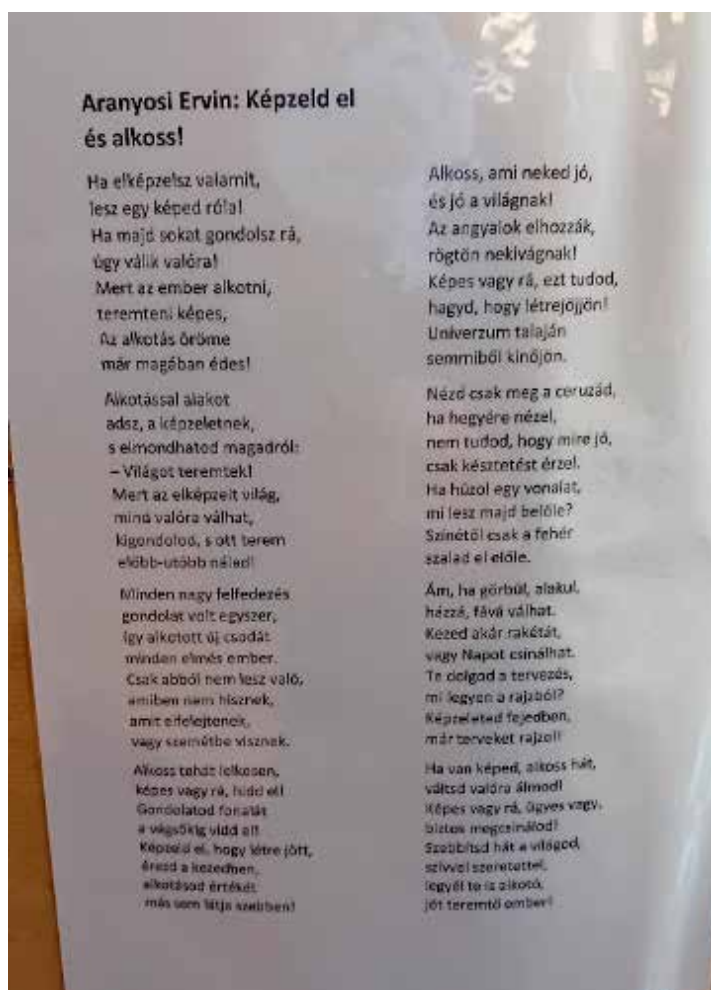 Aranyosi Ervin: Képzeld el
és alkoss!
Ha elképzelsz valamit,
lesz egy képed róla!
Ha majd sokat gondolsz rá,
úgy válik valóra!
Mert az ember alkotni,
teremteni képes,
Az alkotás öröme
már magában édes!
Alkotással alakot
adsz, a képzeletnek,
s elmondhatod magadról:
– Világot teremtek!
Mert az elképzelt világ,
mind valóra válhat,
kigondolod, s ott terem
előbb-utóbb nálad!
Minden nagy felfedezés
gondolat volt egyszer,
így alkotott új csodát
minden elmés ember.
Csak abból nem lesz való,
amiben nem hisznek,
amit elfelejtenek,
vagy szemétbe visznek.
Alkoss tehát lelkesen,
képes vagy rá, hidd el!
Gondolatod fonalát
a végsőkig vidd el!
Képzeld el, hogy létre jött,
érezd a kezedben,
alkotásod értékét
más sem látja szebben!
Alkoss, ami neked jó,
és jó a világnak!
Az angyalok elhozzák,
rögtön nekivágnak!
Képes vagy rá, ezt tudod,
hagyd, hogy létrejöjjön!
Univerzum talaján
semmiből kinőjön.
Nézd csak meg a ceruzád,
ha hegyére nézel,
nem tudod, hogy mire jó,
csak késztetést érzel.
Ha húzol egy vonalat,
mi lesz majd belőle?
Színétől csak a fehér
szalad el előle.
Ám, ha görbül, alakul,
házzá, fává válhat.
Kezed akár rakétát,
vagy Napot csinálhat.
Te dolgod a tervezés,
mi legyen a rajzból?
Képzeleted fejedben,
már terveket rajzol!
Ha van képed, alkoss hát,
váltsd valóra álmod!
Képes vagy rá, ügyes vagy,
biztos megcsinálod!
Szebbítsd hát a világod,
szívvel szeretettel,
legyél te is alkotó,
jót teremtő ember!